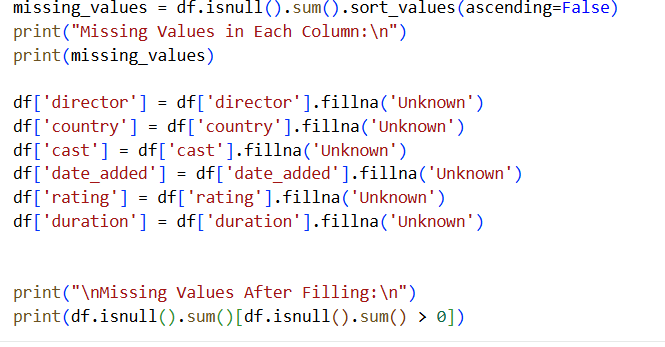 missing_values = df.isnull().sum().sort_values(ascending=False)
print("Missing Values in Each Column:\n")
print(missing_values)
df['director'] = df['director'].fillna('Unknown')
df['country'] = df['country'].fillna('Unknown')
df['cast'] = df['cast'].fillna('Unknown')
df['date_added'] = df['date_added'].fillna('Unknown')
df['rating'] = df['rating'].fillna('Unknown')
df['duration'] = df['duration'].fillna('Unknown')
print("\nMissing Values After Filling:\n")
print(df.isnull().sum()[df.isnull().sum() > 0])